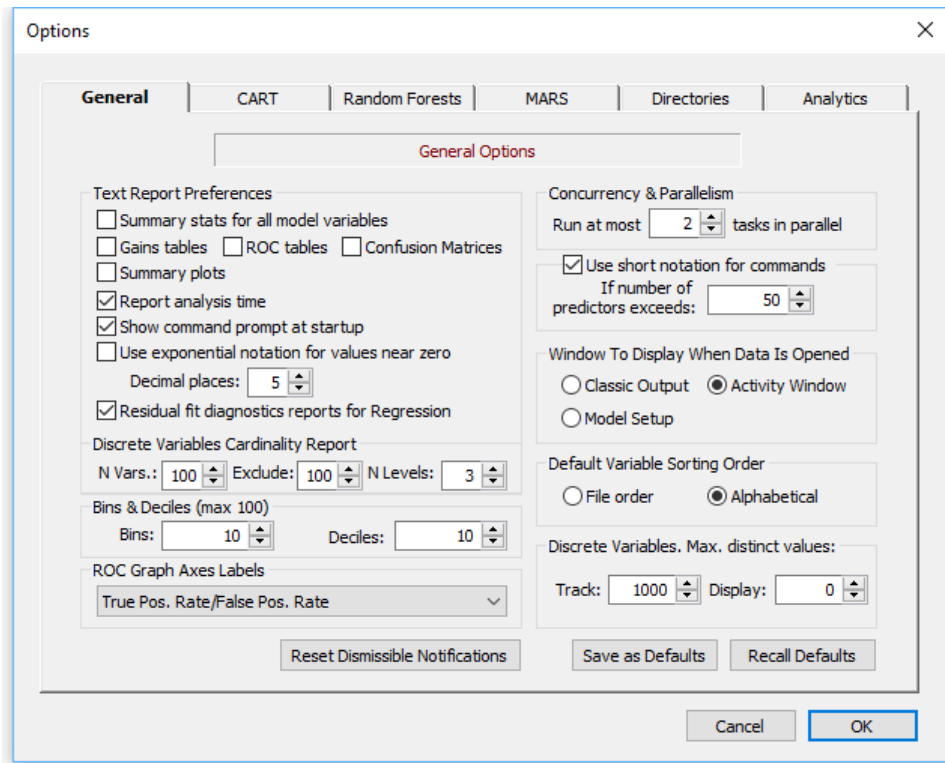 Options
General CART Random Forests MARS Directories Analytics
General Options
Text Report Preferences
Summary stats for all model variables
Gains tables ROC tables Confusion Matrices
Summary plots
Report analysis time
Show command prompt at startup
Use exponential notation for values near zero
Decimal places: 5
Residual fit diagnostics reports for Regression
Discrete Variables Cardinality Report
N Vars.: 100 Exclude: 100 N Levels: 3
Bins & Deciles (max 100)
Bins: 10 Deciles: 10
ROC Graph Axes Labels
True Pos. Rate/False Pos. Rate
Concurrency & Parallelism
Run at most 2 tasks in parallel
Use short notation for commands
If number of
predictors exceeds: 50
Window To Display When Data Is Opened
Classic Output Activity Window
Model Setup
Default Variable Sorting Order
File order Alphabetical
Discrete Variables. Max. distinct values:
Track: 1000 Display: 0
Reset Dismissible Notifications Save as Defaults Recall Defaults
Cancel OK